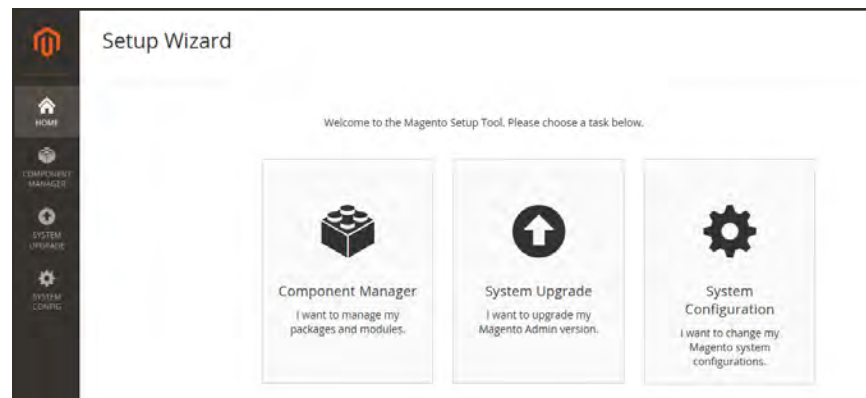 Setup Wizard
HOME
COMPONENT
MANAGER
SYSTEM
UPGRADE
SYSTEM
CONFIG
Welcome to the Magento Setup Tool. Please choose a task below.
Component Manager
I want to manage my
packages and modules.
System Upgrade
I want to upgrade my
Magento Admin version.
System
Configuration
I want to change my
Magento system
configurations.